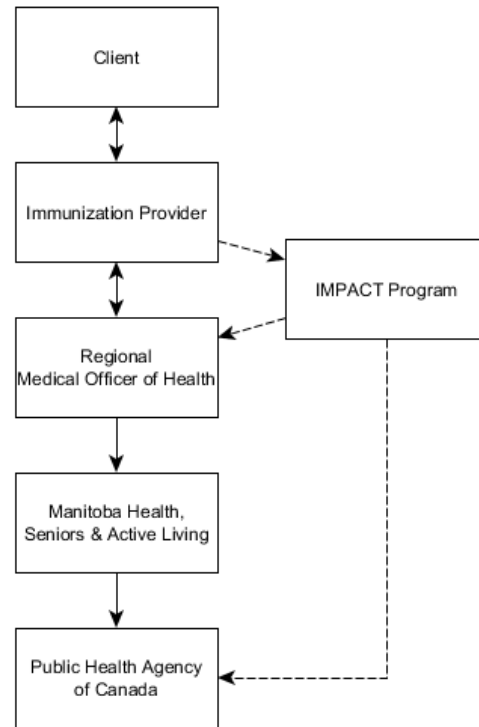 Client
Immunization Provider
IMPACT Program
Regional
Medical Officer of Health
Manitoba Health,
Seniors & Active Living
Public Health Agency
of Canada